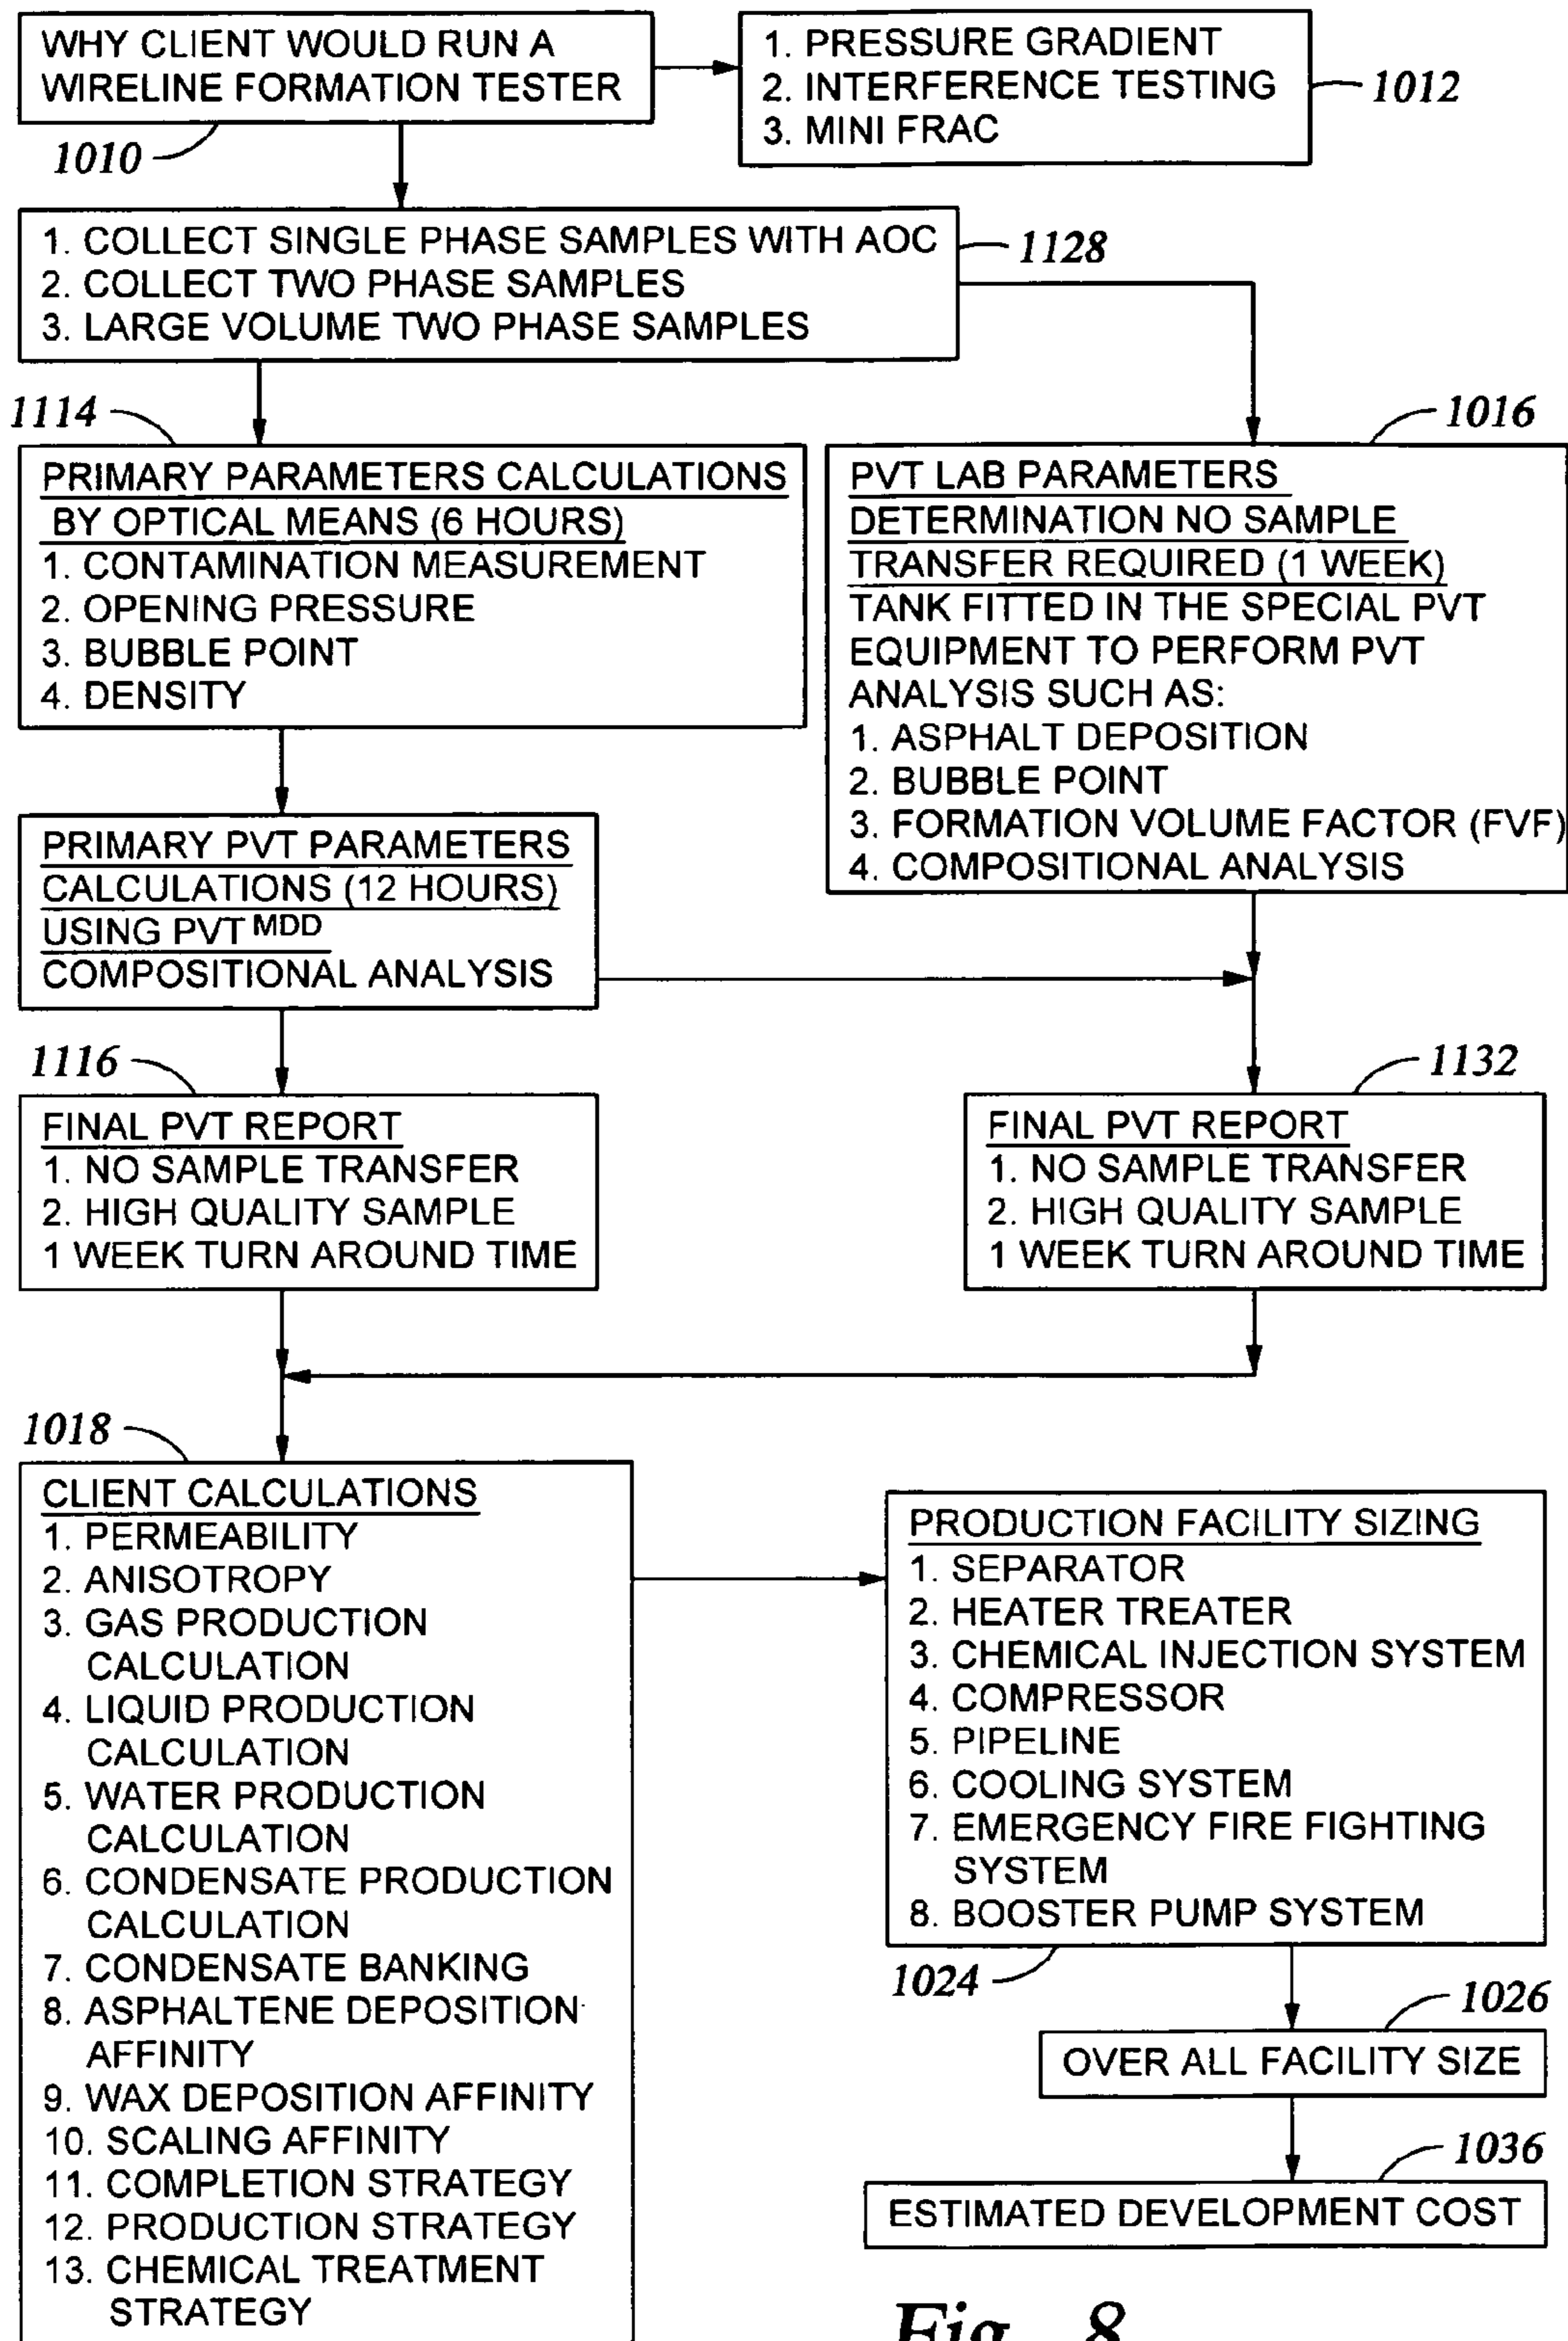 WHY CLIENT WOULD RUN A
WIRELINE FORMATION TESTER
1010
1. PRESSURE GRADIENT
2. INTERFERENCE TESTING
3. MINI FRAC
1012
1. COLLECT SINGLE PHASE SAMPLES WITH AOC
2. COLLECT TWO PHASE SAMPLES
3. LARGE VOLUME TWO PHASE SAMPLES
1128
1114
PRIMARY PARAMETERS CALCULATIONS
BY OPTICAL MEANS (6 HOURS)
1. CONTAMINATION MEASUREMENT
2. OPENING PRESSURE
3. BUBBLE POINT
4. DENSITY
1016
PVT LAB PARAMETERS
DETERMINATION NO SAMPLE
TRANSFER REQUIRED (1 WEEK)
TANK FITTED IN THE SPECIAL PVT
EQUIPMENT TO PERFORM PVT
ANALYSIS SUCH AS:
1. ASPHALT DEPOSITION
2. BUBBLE POINT
3. FORMATION VOLUME FACTOR (FVF)
4. COMPOSITIONAL ANALYSIS
PRIMARY PVT PARAMETERS
CALCULATIONS (12 HOURS)
USING PVT MDD
COMPOSITIONAL ANALYSIS
1116
FINAL PVT REPORT
1. NO SAMPLE TRANSFER
2. HIGH QUALITY SAMPLE
1 WEEK TURN AROUND TIME
1132
FINAL PVT REPORT
1. NO SAMPLE TRANSFER
2. HIGH QUALITY SAMPLE
1 WEEK TURN AROUND TIME
1018
CLIENT CALCULATIONS
1. PERMEABILITY
2. ANISOTROPY
3. GAS PRODUCTION
CALCULATION
4. LIQUID PRODUCTION
CALCULATION
5. WATER PRODUCTION
CALCULATION
6. CONDENSATE PRODUCTION
CALCULATION
7. CONDENSATE BANKING
8. ASPHALTENE DEPOSITION
AFFINITY
9. WAX DEPOSITION AFFINITY
10. SCALING AFFINITY
11. COMPLETION STRATEGY
12. PRODUCTION STRATEGY
13. CHEMICAL TREATMENT
STRATEGY
PRODUCTION FACILITY SIZING
1. SEPARATOR
2. HEATER TREATER
3. CHEMICAL INJECTION SYSTEM
4. COMPRESSOR
5. PIPELINE
6. COOLING SYSTEM
7. EMERGENCY FIRE FIGHTING
SYSTEM
8. BOOSTER PUMP SYSTEM
1024
1026
OVER ALL FACILITY SIZE
1036
ESTIMATED DEVELOPMENT COST
Fig. 8